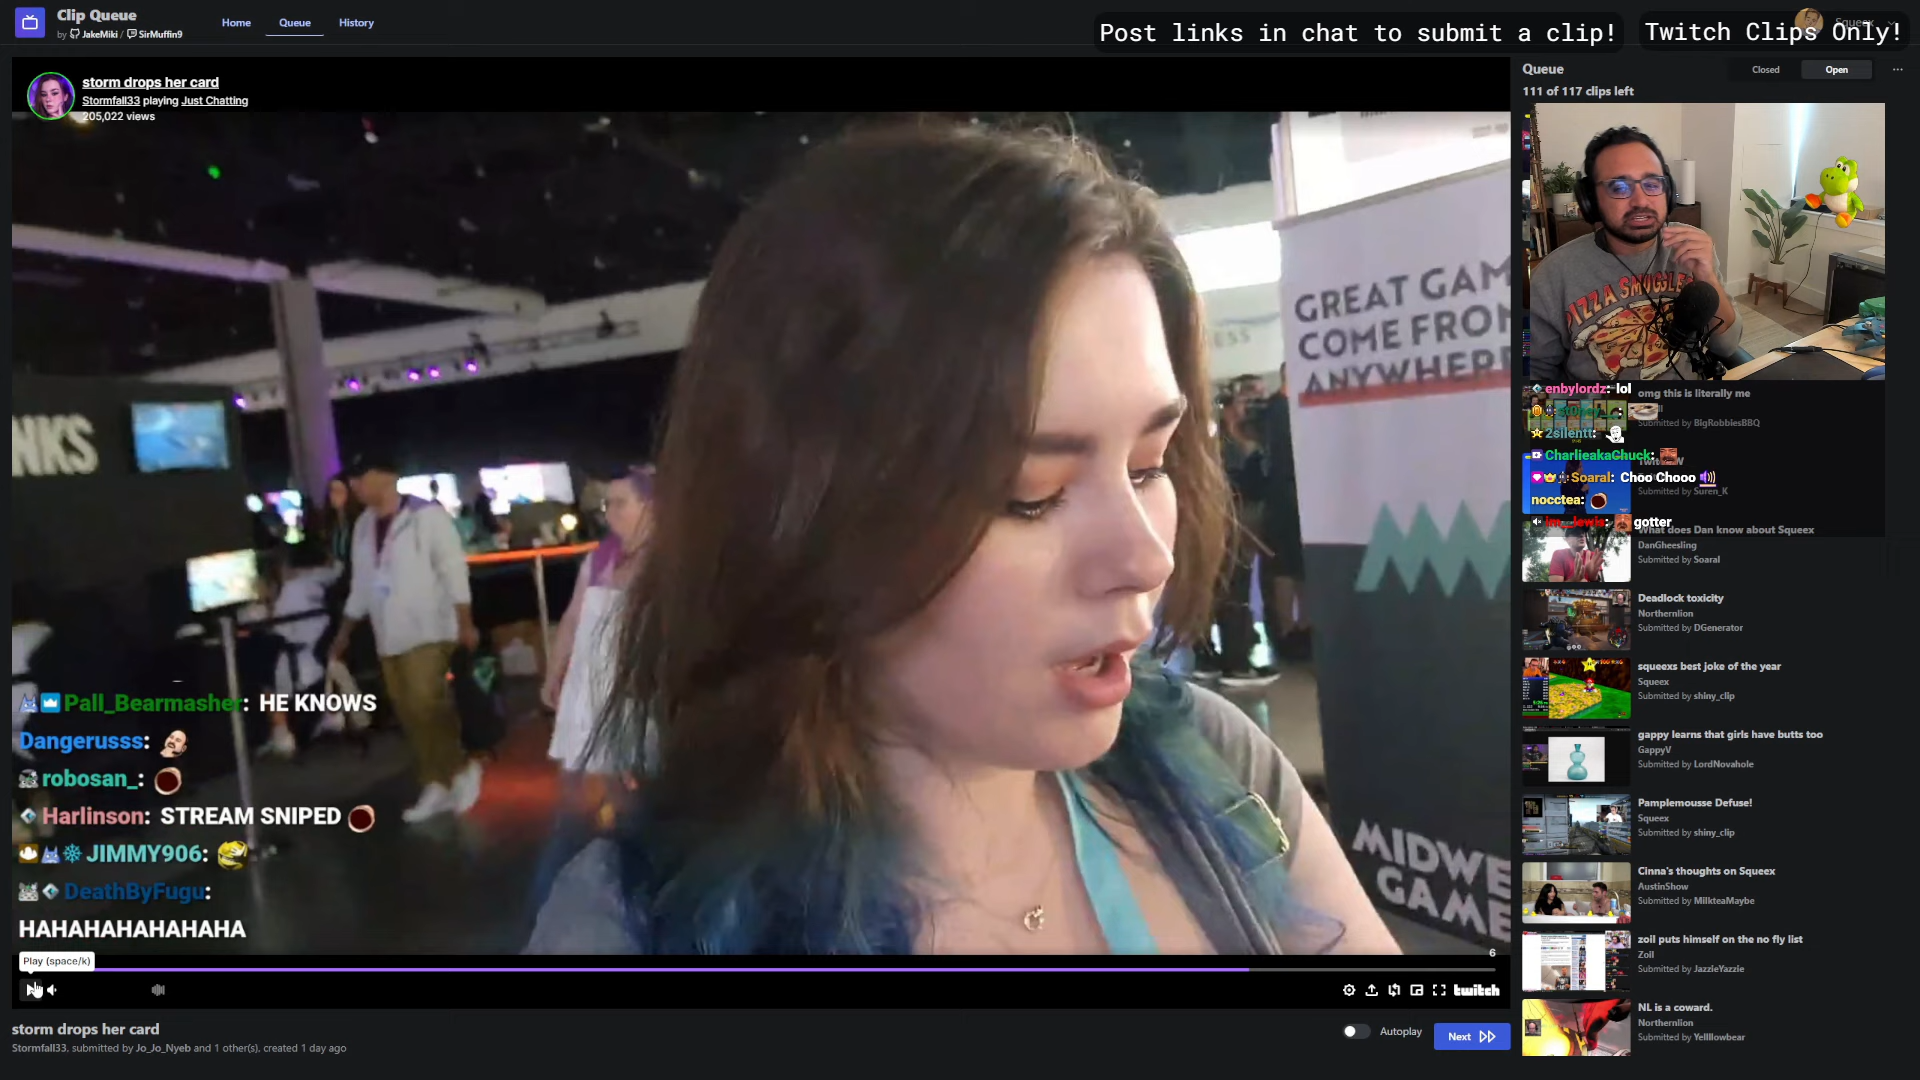 Clip Queue
by JakeMiki / SirMuffin9
Home
Queue
History
Post links in chat to submit a clip!
Twitch Clips Only!
storm drops her card
Stormfall33 playing Just Chatting
205,022 views
NKS
GREAT GAM
COME FROM
ANYWHERE
MIDWE
GAME
Pall_Bearmasher: HE KNOWS
Dangerusss:
robosan_:
Harlinson: STREAM SNIPED
JIMMY906:
DeathByFugu:
HAHAHAHAHAHAHA
Play (space/k)
6
twitch
storm drops her card
Stormfall33, submitted by Jo_Jo_Nyeb and 1 other(s), created 1 day ago
Autoplay
Next
Queue
Closed
Open
111 of 117 clips left
PIZZA SMUGGLE
enbylordz: lol
omg this is literally me
Submitted by BigRobbiesBBQ
2silentt:
CharlieakaChuck:
Soaral: Choo Chooo
Submitted by Suren_K
nocctea:
gotter
What does Dan know about Squeex
DanGheesling
Submitted by Soaral
Deadlock toxicity
Northernlion
Submitted by DGenerator
squeexs best joke of the year
Squeex
Submitted by shiny_clip
gappy learns that girls have butts too
GappyV
Submitted by LordNovahole
Pamplemousse Defuse!
Squeex
Submitted by shiny_clip
Cinna's thoughts on Squeex
AustinShow
Submitted by MilkteaMaybe
zoil puts himself on the no fly list
Zoil
Submitted by JazzieYazzie
NL is a coward.
Northernlion
Submitted by Yellllowbear